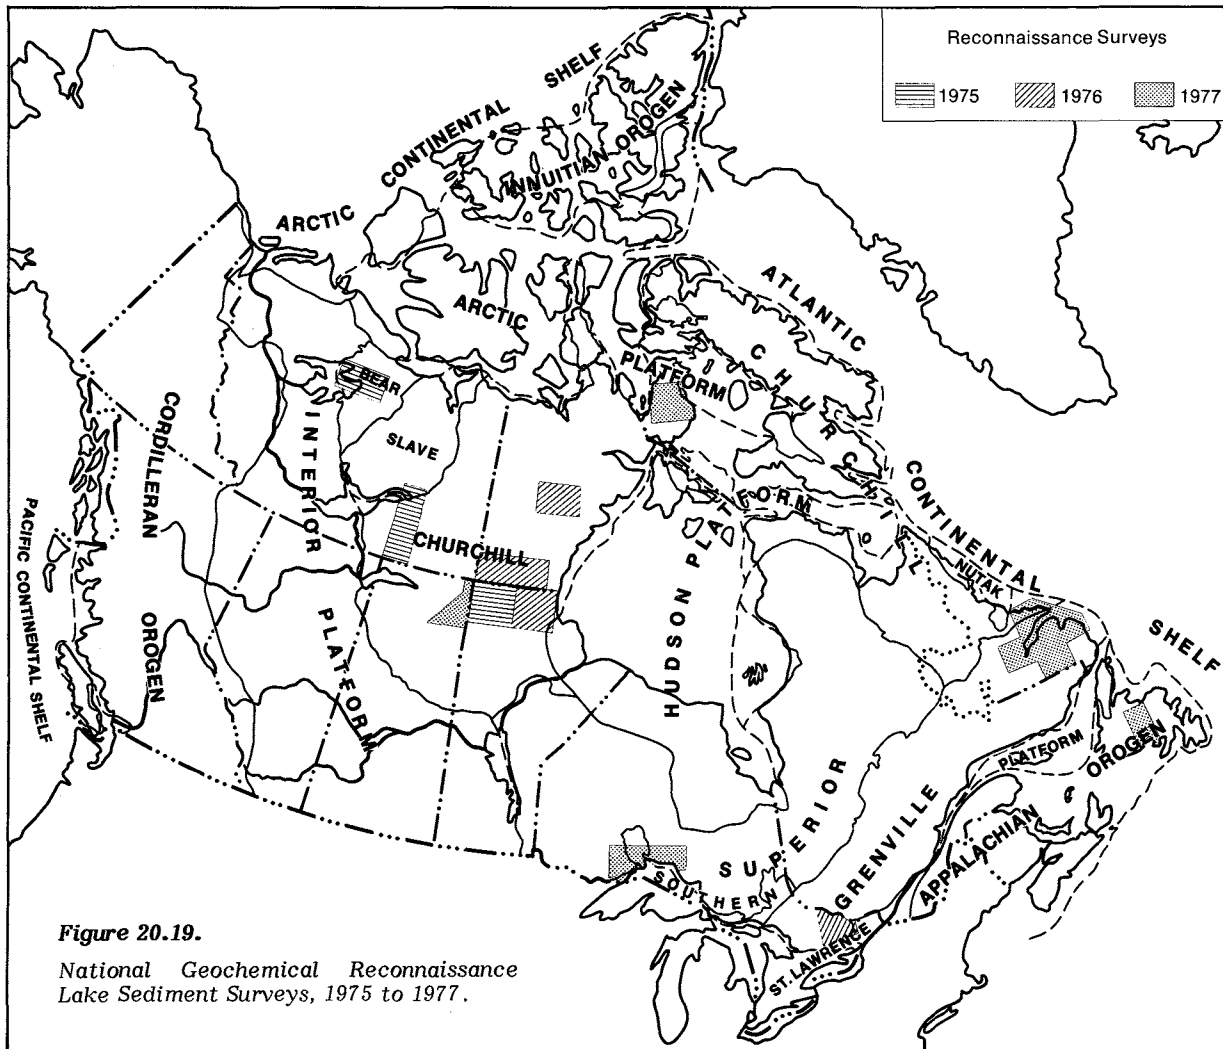 Reconnaissance Surveys
1975 1976 1977
ARCTIC CONTINENTAL SHELF
INNUITIAN OROGEN
ARCTIC PLATFORM
ATLANTIC CONTINENTAL SHELF
CHURCHILL
BEAR
SLAVE
INTERIOR PLATFORM
CORDILLERAN OROGEN
PACIFIC CONTINENTAL SHELF
CHURCHILL
HUDSON PLATFORM
NUTAK
SUPERIOR
SOUTHERN
GRENVILLE
ST. LAWRENCE PLATFORM
APPALACHIAN OROGEN
Figure 20.19.
National Geochemical Reconnaissance
Lake Sediment Surveys, 1975 to 1977.